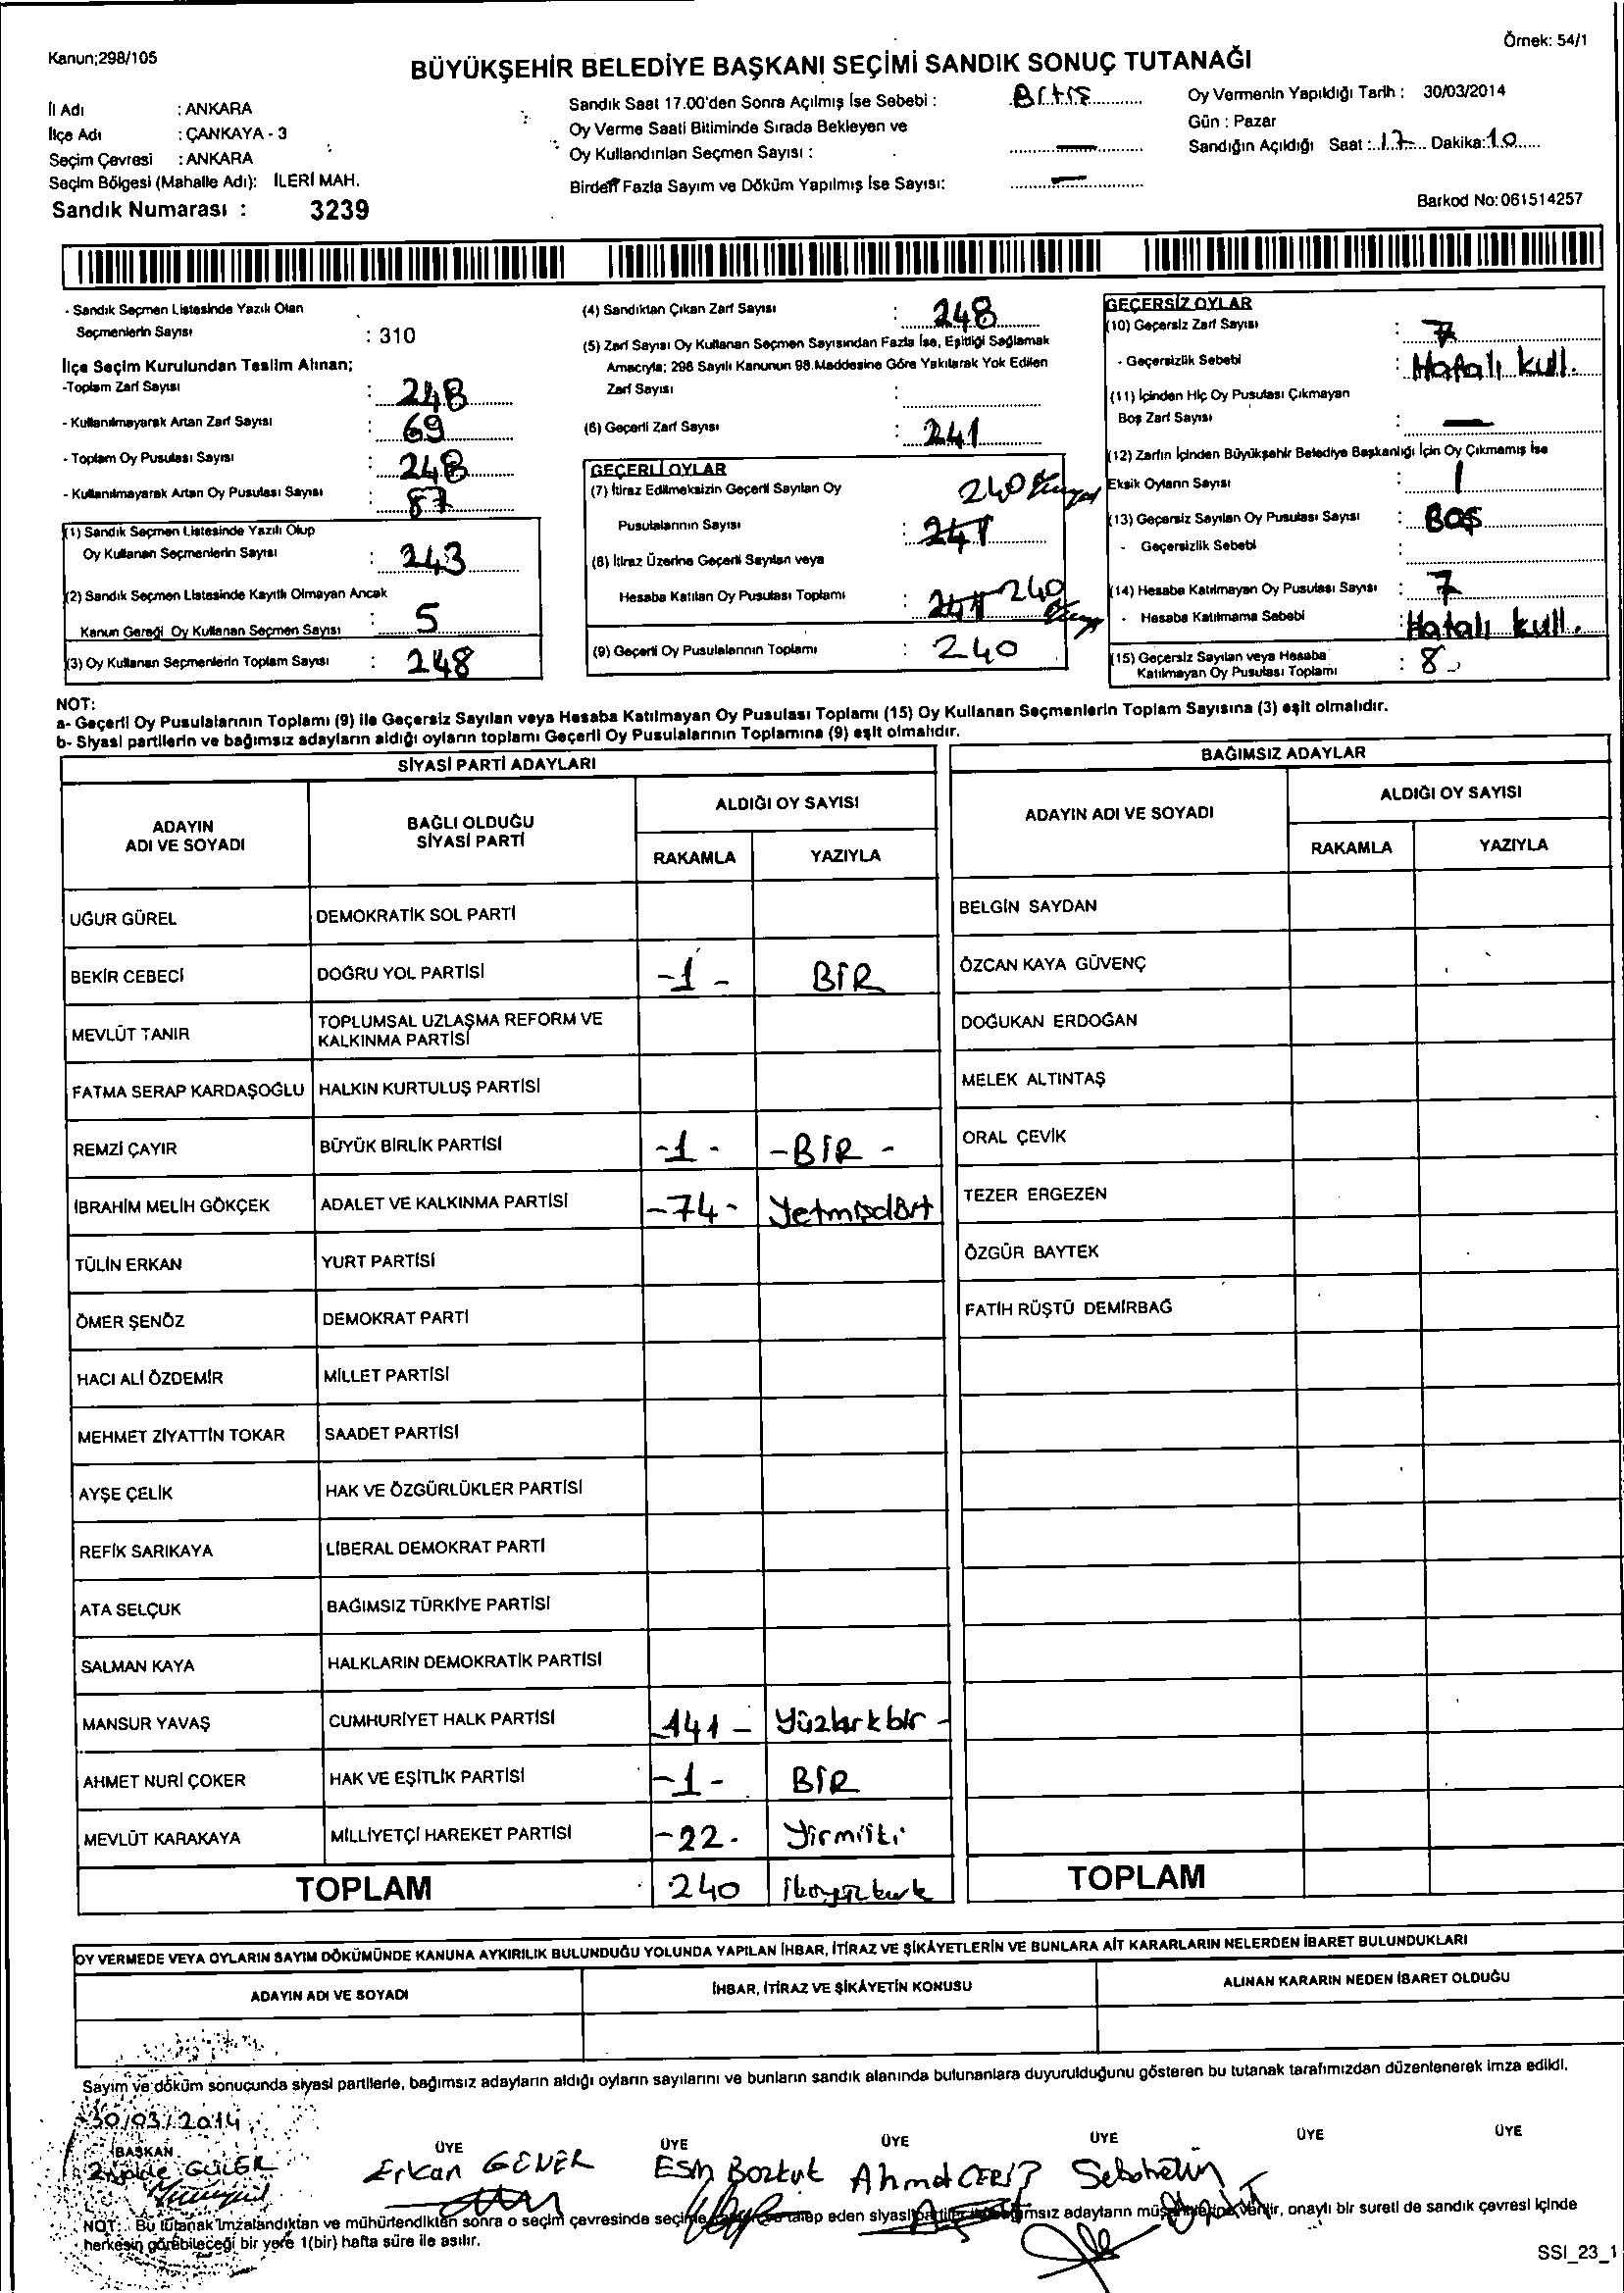 Kanun;298/105
Örnek: 54/1
BÜYÜKŞEHİR BELEDİYE BAŞKANI SEÇİMİ SANDIK SONUÇ TUTANAĞI
İl Adı : ANKARA
İlçe Adı : ÇANKAYA - 3
Seçim Çevresi : ANKARA
Seçim Bölgesi (Mahalle Adı): İLERİ MAH.
Sandık Numarası : 3239
Sandık Saat 17.00'den Sonra Açılmış İse Sebebi :
Oy Verme Saati Bitiminde Sırada Bekleyen ve
Oy Kullandırılan Seçmen Sayısı : —
Birden Fazla Sayım ve Döküm Yapılmış İse Sayısı: —
Oy Vermenin Yapıldığı Tarih : 30/03/2014
Gün : Pazar
Sandığın Açıldığı Saat : 17 Dakika: 10
Barkod No: 061514257
- Sandık Seçmen Listesinde Yazılı Olan
Seçmenlerin Sayısı : 310
İlçe Seçim Kurulundan Teslim Alınan;
-Toplam Zarf Sayısı : 248
- Kullanılmayarak Artan Zarf Sayısı : 69
- Toplam Oy Pusulası Sayısı : 248
- Kullanılmayarak Artan Oy Pusulası Sayısı : 87
(1) Sandık Seçmen Listesinde Yazılı Olup
Oy Kullanan Seçmenlerin Sayısı : 243
(2) Sandık Seçmen Listesinde Kayıtlı Olmayan Ancak
Kanun Gereği Oy Kullanan Seçmen Sayısı : 5
(3) Oy Kullanan Seçmenlerin Toplam Sayısı : 248
(4) Sandıktan Çıkan Zarf Sayısı : 248
(5) Zarf Sayısı Oy Kullanan Seçmen Sayısından Fazla İse, Eşitliği Sağlamak
Amacıyla; 298 Sayılı Kanunun 98.Maddesine Göre Yakılarak Yok Edilen
Zarf Sayısı :
(6) Geçerli Zarf Sayısı : 241
GEÇERLİ OYLAR
(7) İtiraz Edilmeksizin Geçerli Sayılan Oy 240
Pusulalarının Sayısı : 241
(8) İtiraz Üzerine Geçerli Sayılan veya
Hesaba Katılan Oy Pusulası Toplamı : 241 240
(9) Geçerli Oy Pusulalarının Toplamı : 240
GEÇERSİZ OYLAR
(10) Geçersiz Zarf Sayısı : 7
- Geçersizlik Sebebi : Hatalı kull.
(11) İçinden Hiç Oy Pusulası Çıkmayan
Boş Zarf Sayısı : —
(12) Zarfın İçinden Büyükşehir Belediye Başkanlığı İçin Oy Çıkmamış İse
Eksik Oyların Sayısı : 1
(13) Geçersiz Sayılan Oy Pusulası Sayısı : BOŞ
- Geçersizlik Sebebi :
(14) Hesaba Katılmayan Oy Pusulası Sayısı : 7
- Hesaba Katılmama Sebebi : Hatalı kull.
(15) Geçersiz Sayılan veya Hesaba
Katılmayan Oy Pusulası Toplamı : 8
NOT:
a- Geçerli Oy Pusulalarının Toplamı (9) ile Geçersiz Sayılan veya Hesaba Katılmayan Oy Pusulası Toplamı (15) Oy Kullanan Seçmenlerin Toplam Sayısına (3) eşit olmalıdır.
b- Siyasi partilerin ve bağımsız adayların aldığı oyların toplamı Geçerli Oy Pusulalarının Toplamına (9) eşit olmalıdır.
SİYASİ PARTİ ADAYLARI
ADAYIN ADI VE SOYADI BAĞLI OLDUĞU SİYASİ PARTİ ALDIĞI OY SAYISI
RAKAMLA YAZIYLA
UĞUR GÜREL DEMOKRATİK SOL PARTİ
BEKİR CEBECİ DOĞRU YOL PARTİSİ -1- BİR
MEVLÜT TANIR TOPLUMSAL UZLAŞMA REFORM VE KALKINMA PARTİSİ
FATMA SERAP KARDAŞOĞLU HALKIN KURTULUŞ PARTİSİ
REMZİ ÇAYIR BÜYÜK BİRLİK PARTİSİ -1- -BİR-
İBRAHİM MELİH GÖKÇEK ADALET VE KALKINMA PARTİSİ -74- Yetmişdört
TÜLİN ERKAN YURT PARTİSİ
ÖMER ŞENÖZ DEMOKRAT PARTİ
HACI ALİ ÖZDEMİR MİLLET PARTİSİ
MEHMET ZİYATTİN TOKAR SAADET PARTİSİ
AYŞE ÇELİK HAK VE ÖZGÜRLÜKLER PARTİSİ
REFİK SARIKAYA LİBERAL DEMOKRAT PARTİ
ATA SELÇUK BAĞIMSIZ TÜRKİYE PARTİSİ
SALMAN KAYA HALKLARIN DEMOKRATİK PARTİSİ
MANSUR YAVAŞ CUMHURİYET HALK PARTİSİ -141- Yüzkırkbir-
AHMET NURİ ÇOKER HAK VE EŞİTLİK PARTİSİ -1- BİR
MEVLÜT KARAKAYA MİLLİYETÇİ HAREKET PARTİSİ -22- Yirmiiki
TOPLAM 240 ikiyüzkırk
BAĞIMSIZ ADAYLAR
ADAYIN ADI VE SOYADI ALDIĞI OY SAYISI
RAKAMLA YAZIYLA
BELGİN SAYDAN
ÖZCAN KAYA GÜVENÇ
DOĞUKAN ERDOĞAN
MELEK ALTINTAŞ
ORAL ÇEVİK
TEZER ERGEZEN
ÖZGÜR BAYTEK
FATİH RÜŞTÜ DEMİRBAĞ
TOPLAM
OY VERMEDE VEYA OYLARIN SAYIM DÖKÜMÜNDE KANUNA AYKIRILIK BULUNDUĞU YOLUNDA YAPILAN İHBAR, İTİRAZ VE ŞİKÂYETLERİN VE BUNLARA AİT KARARLARIN NELERDEN İBARET BULUNDUKLARI
ADAYIN ADI VE SOYADI İHBAR, İTİRAZ VE ŞİKÂYETİN KONUSU ALINAN KARARIN NEDEN İBARET OLDUĞU
Sayım ve döküm sonucunda siyasi partilerle, bağımsız adayların aldığı oyların sayılarını ve bunların sandık alanında bulunanlara duyurulduğunu gösteren bu tutanak tarafımızdan düzenlenerek imza edildi.
30/03/2014
BAŞKAN ÜYE ÜYE ÜYE ÜYE ÜYE ÜYE
GÜLER Erkan GENER Bozkurt Ahmet
NOT: Bu tutanak imzalandıktan ve mühürlendikten sonra o seçim çevresinde seçime talep eden siyasi bağımsız adayların verilir, onaylı bir sureti de sandık çevresi içinde
herkesin görebileceği bir yere 1(bir) hafta süre ile asılır.
SSI_23_1